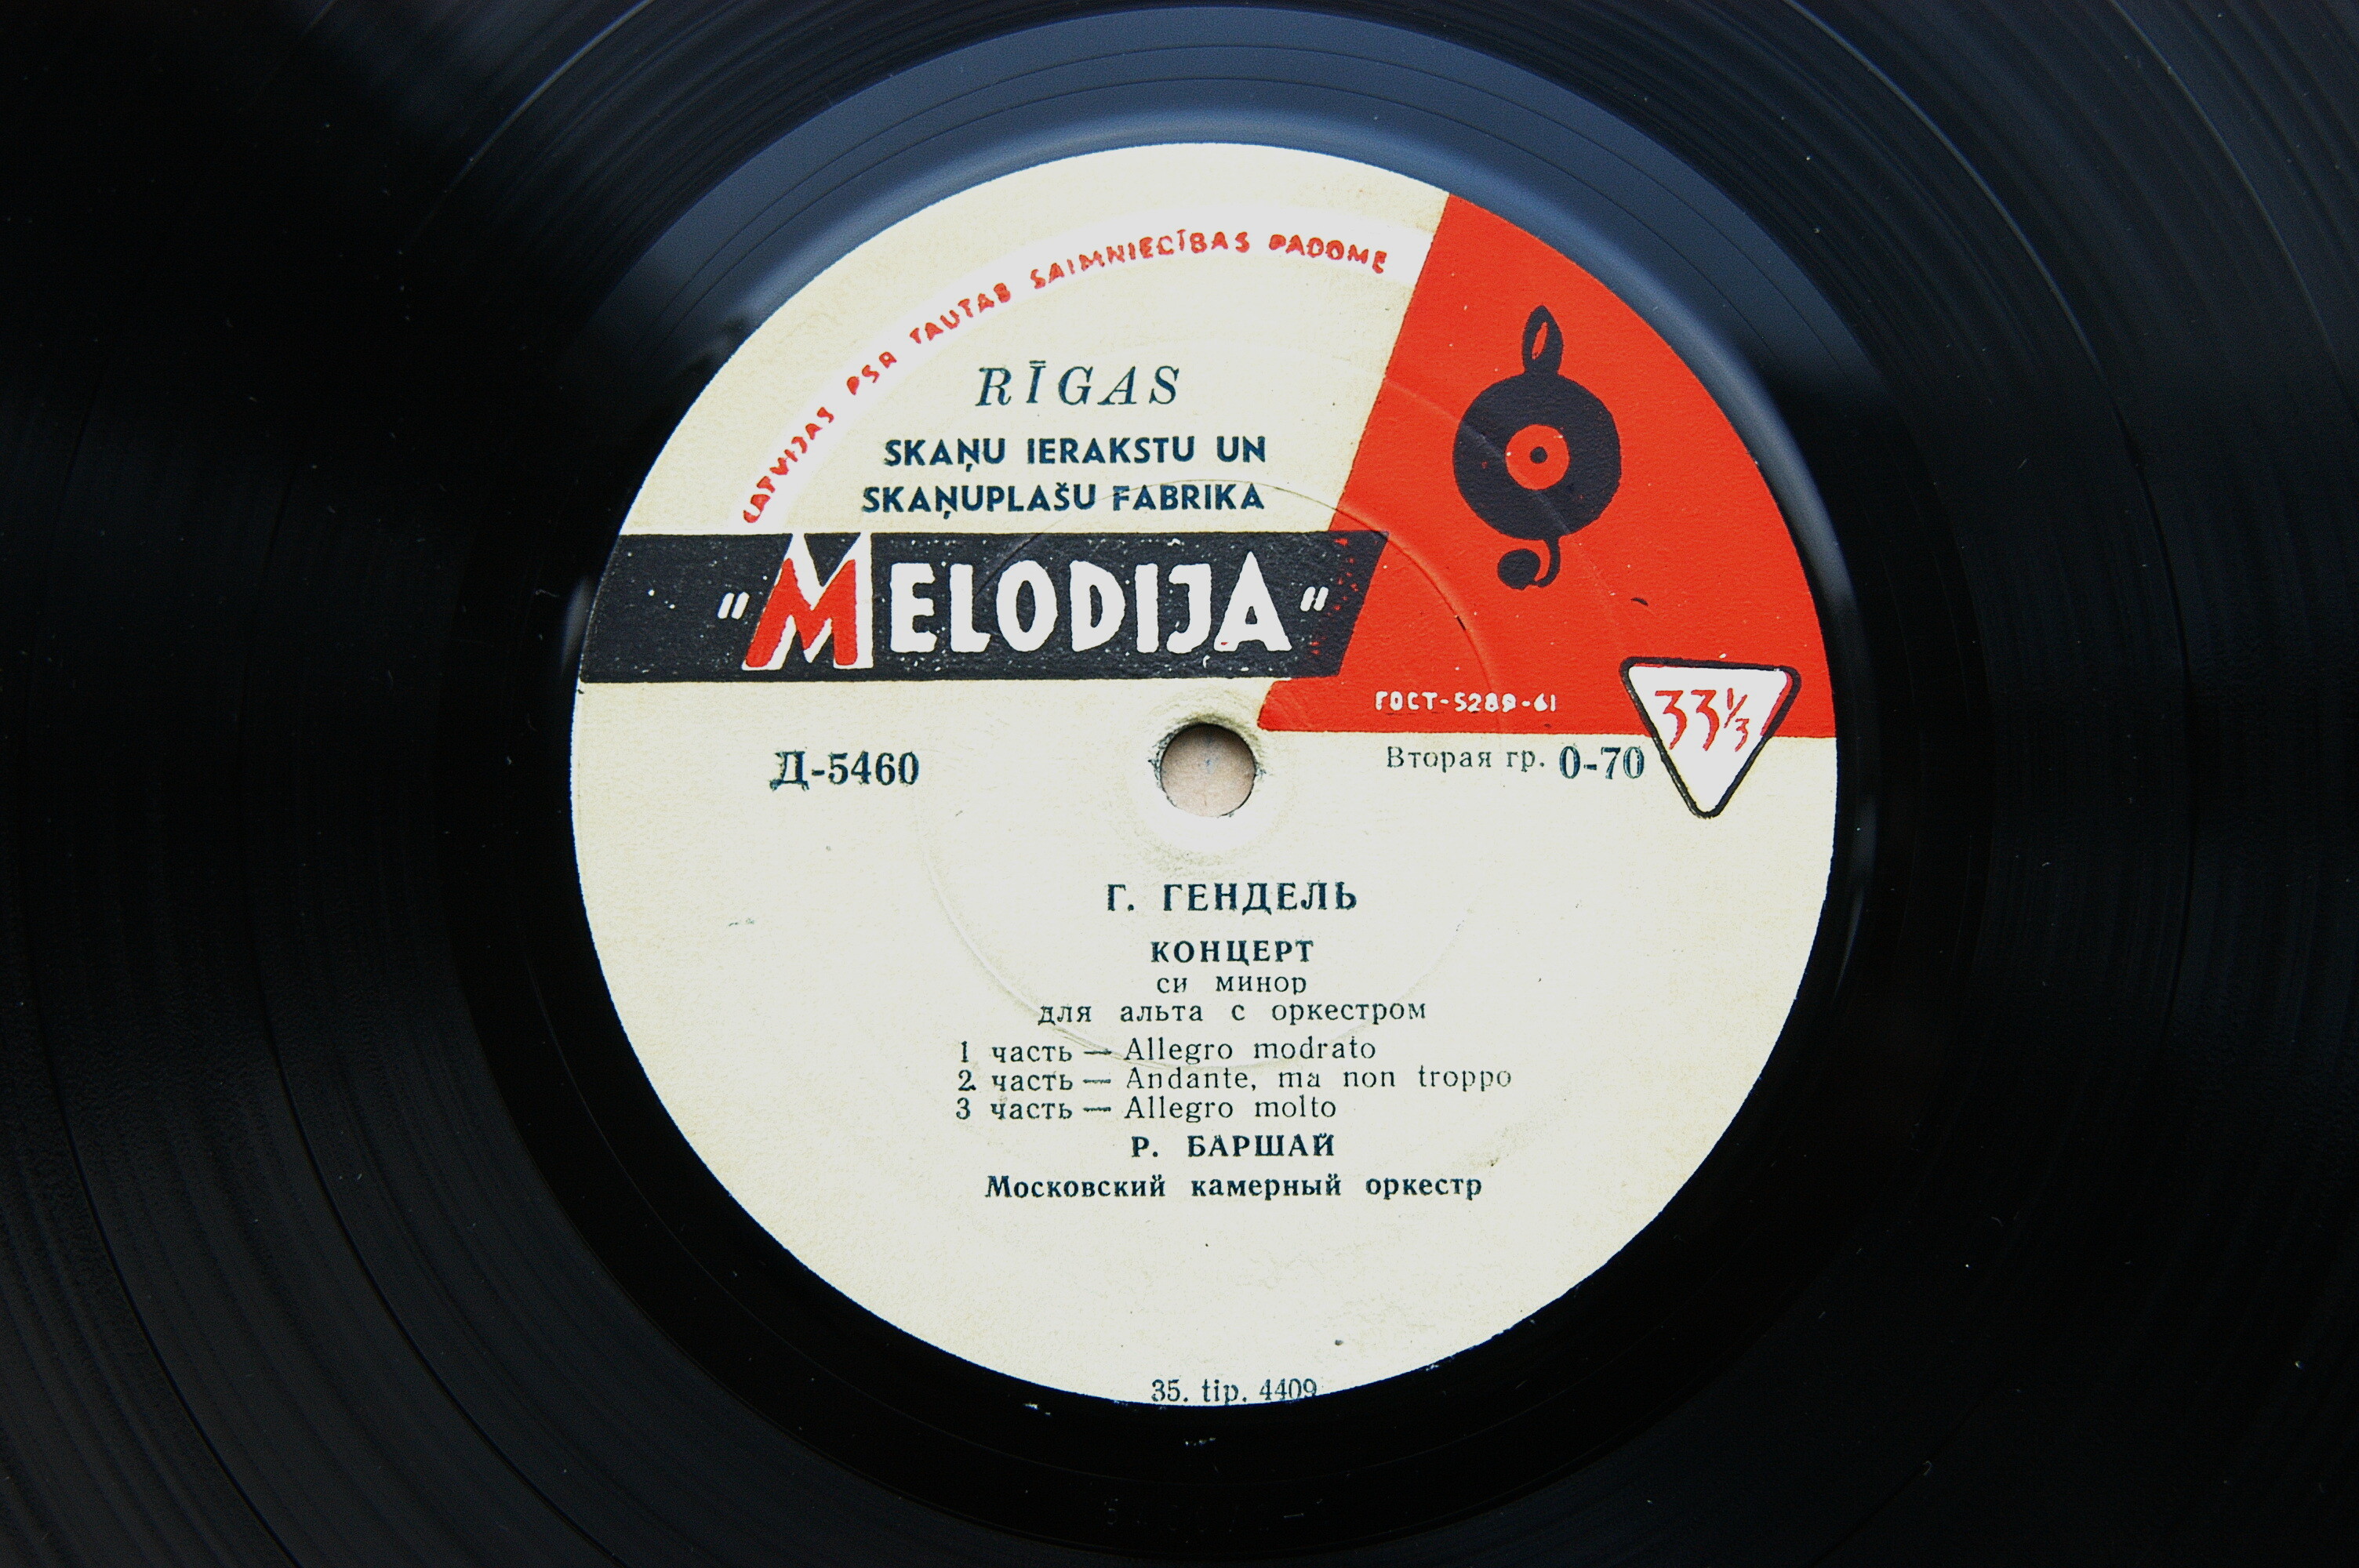 LATVIJAS PSR TAUTAS SAIMNIECĪBAS PADOME
RĪGAS
SKAŅU IERAKSTU UN
SKAŅUPLAŠU FABRIKA
"MELODIJA"
ГОСТ-5289-61
33⅓
Д-5460
Вторая гр. 0-70
Г. ГЕНДЕЛЬ
КОНЦЕРТ
си минор
для альта с оркестром
1 часть — Allegro modrato
2 часть — Andante, ma non troppo
3 часть — Allegro molto
Р. БАРШАЙ
Московский камерный оркестр
35. tip. 4409